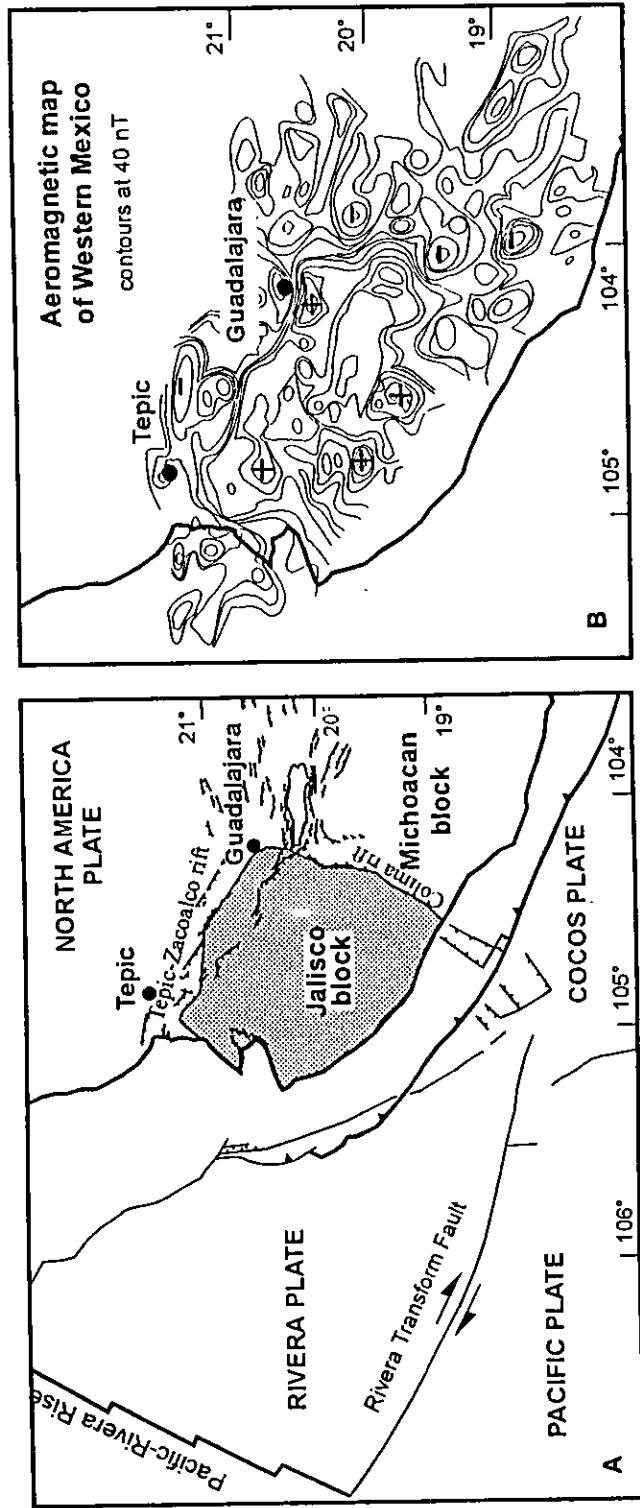 NORTH AMERICA
PLATE
Tepic
Tepic-Zacoalco rift
Guadalajara
21°
20°
19°
Jalisco
block
Colima rift
Michoacan
block
Pacific-Rivera Rise
RIVERA PLATE
Rivera Transform Fault
PACIFIC PLATE
COCOS PLATE
106°
105°
104°
A
Aeromagnetic map
of Western Mexico
contours at 40 nT
Tepic
Guadalajara
21°
20°
19°
105°
104°
B